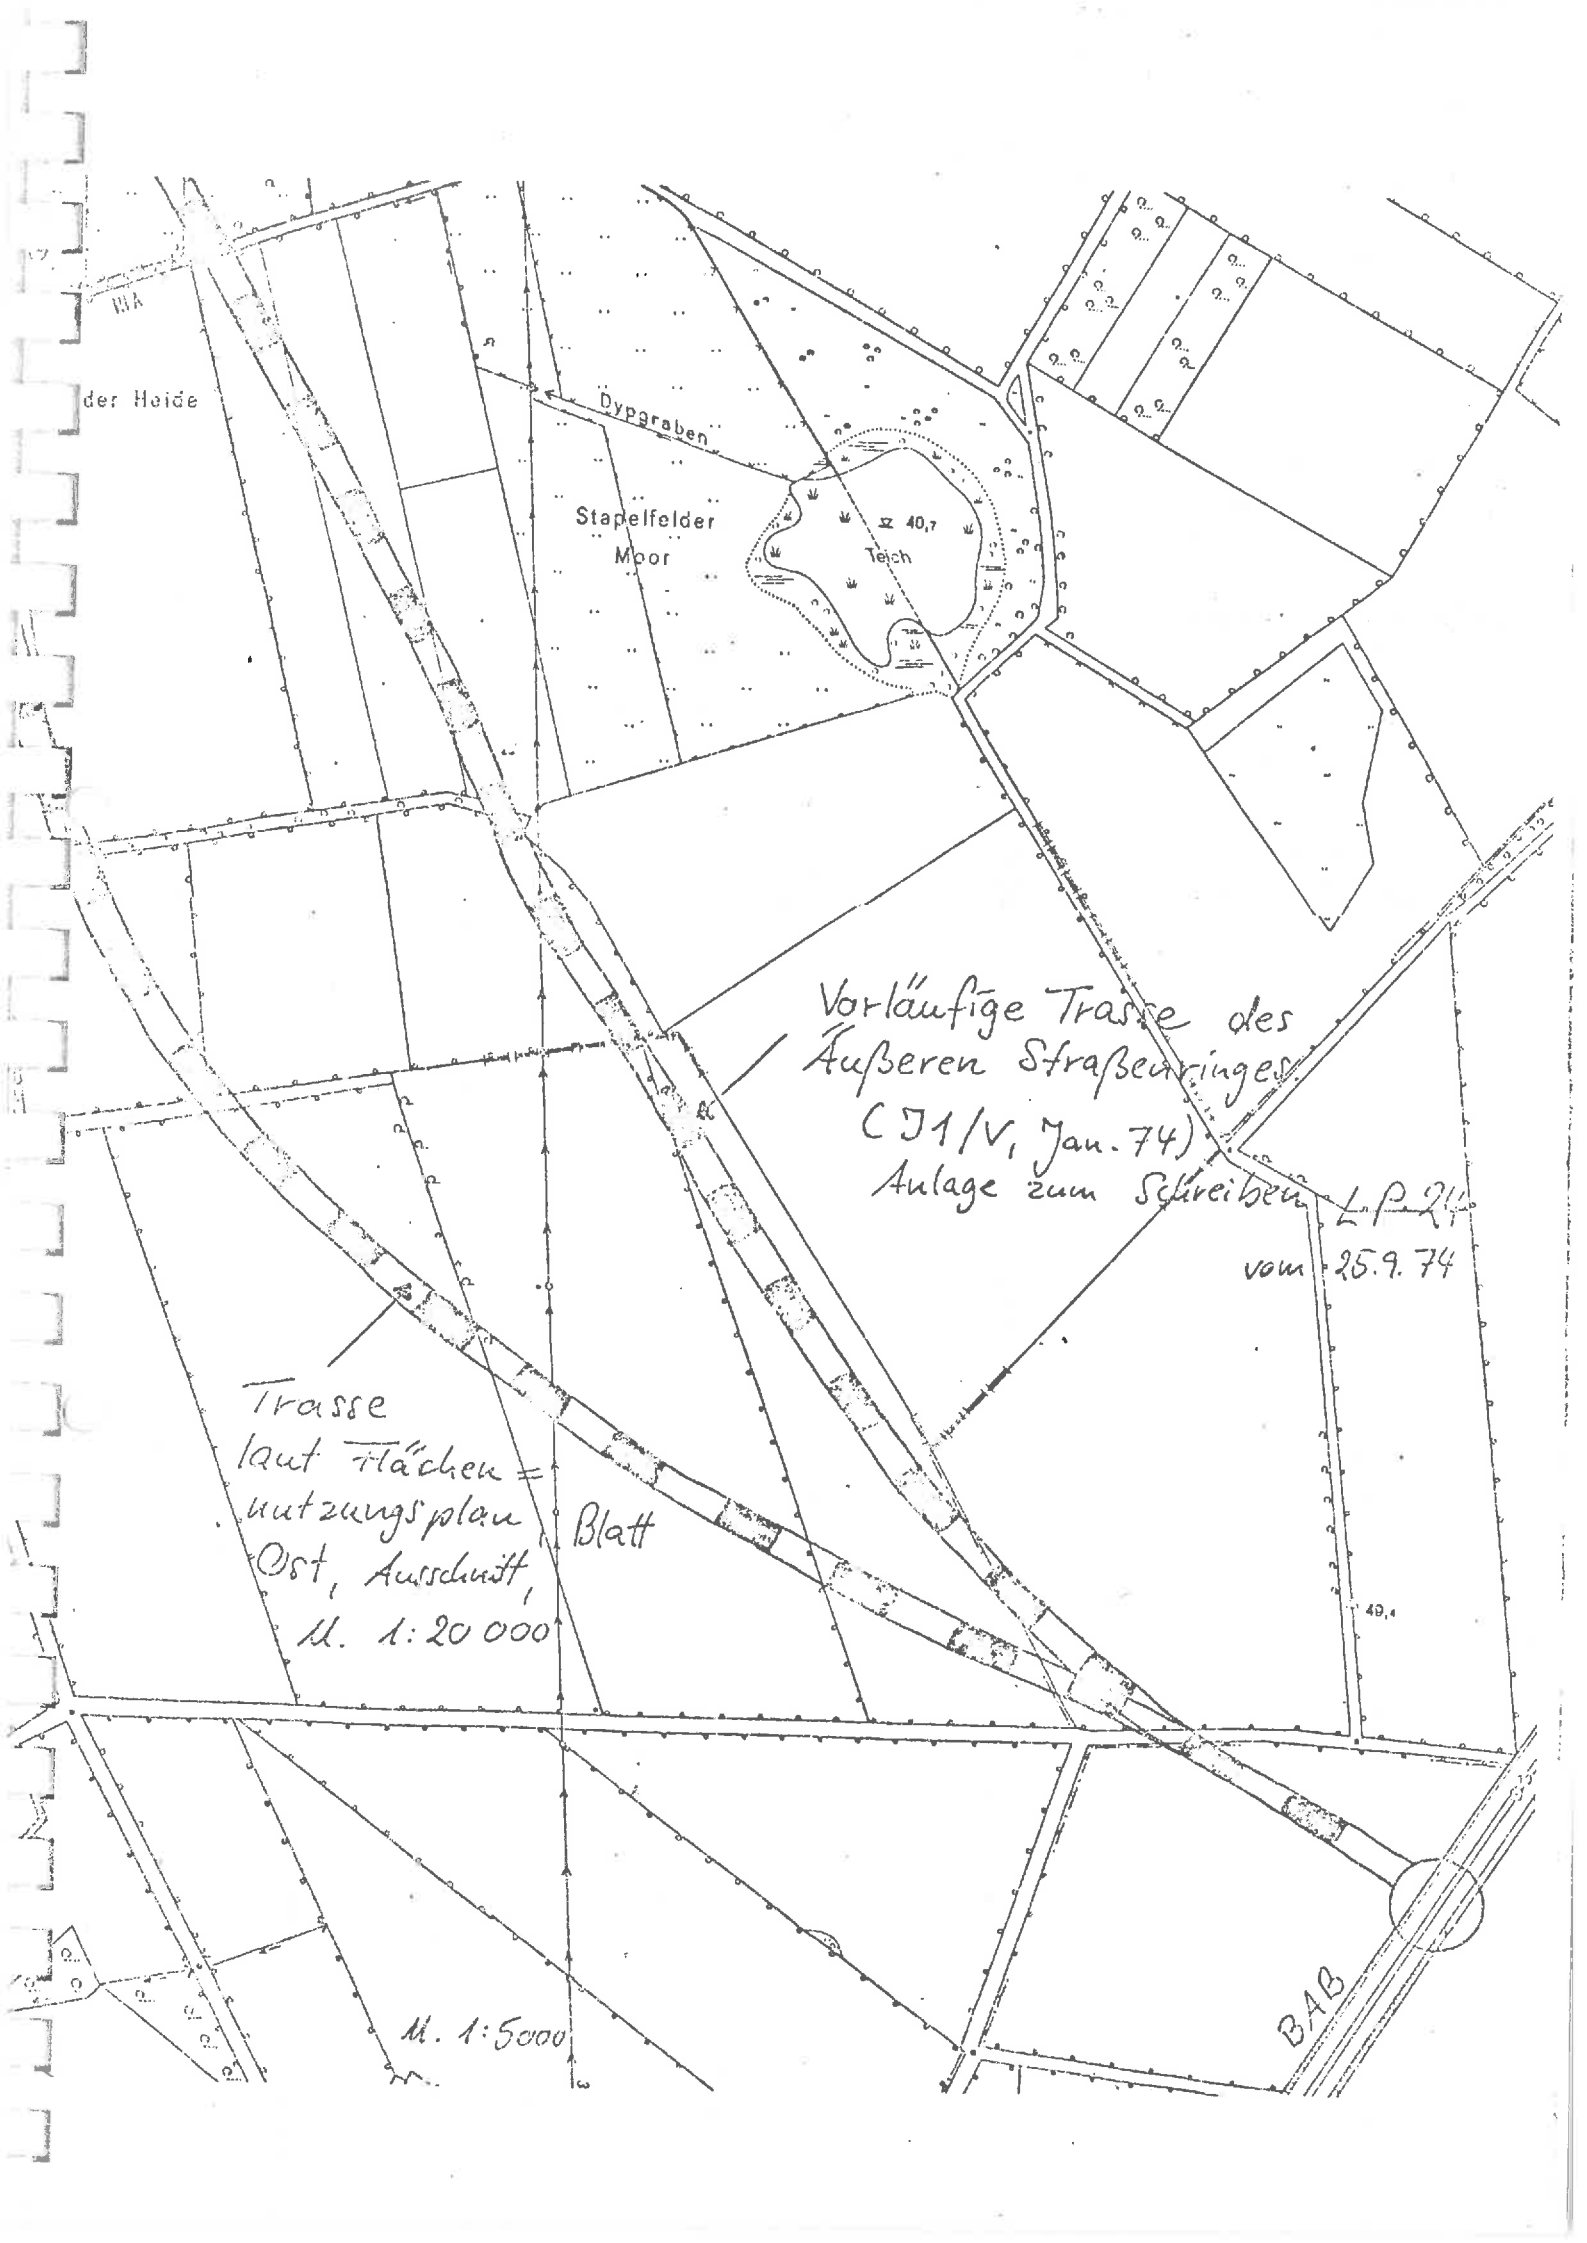 der Heide
Dypgraben
Stapelfelder
Moor
40,7
Teich
Vorläufige Trasse des
Äußeren Straßenringes
(J1/V, Jan. 74)
Anlage zum Schreiben L.P. 24
vom 25.9.74
Trasse
laut Flächen=
nutzungsplan, Blatt
Ost, Ausschnitt,
M. 1:20 000
49,4
M. 1:5000
BAB